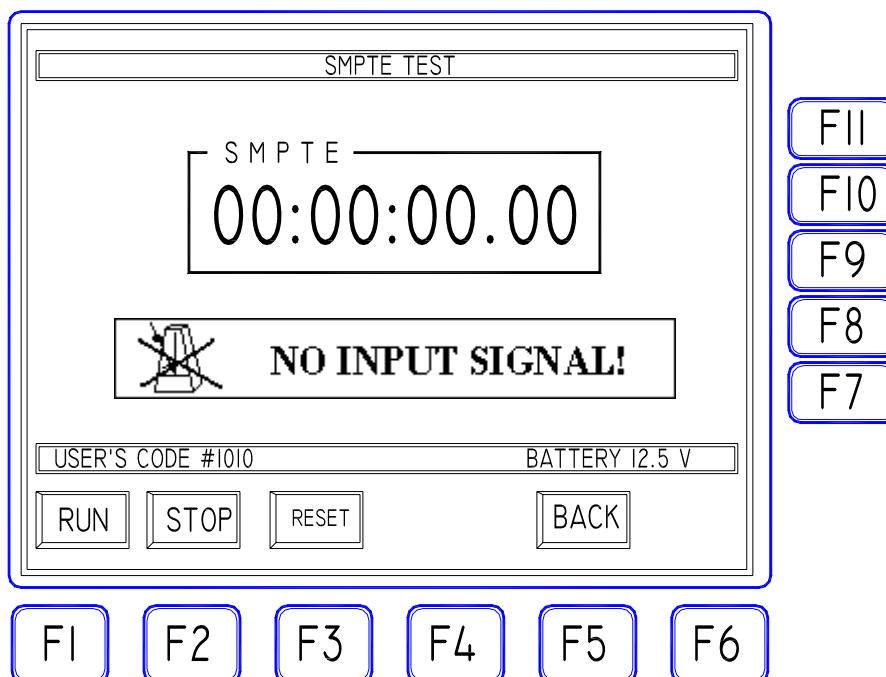 SMPTE TEST
SMPTE
00:00:00.00
NO INPUT SIGNAL!
USER'S CODE #1010 BATTERY 12.5 V
RUN STOP RESET BACK
F11
F10
F9
F8
F7
F1 F2 F3 F4 F5 F6